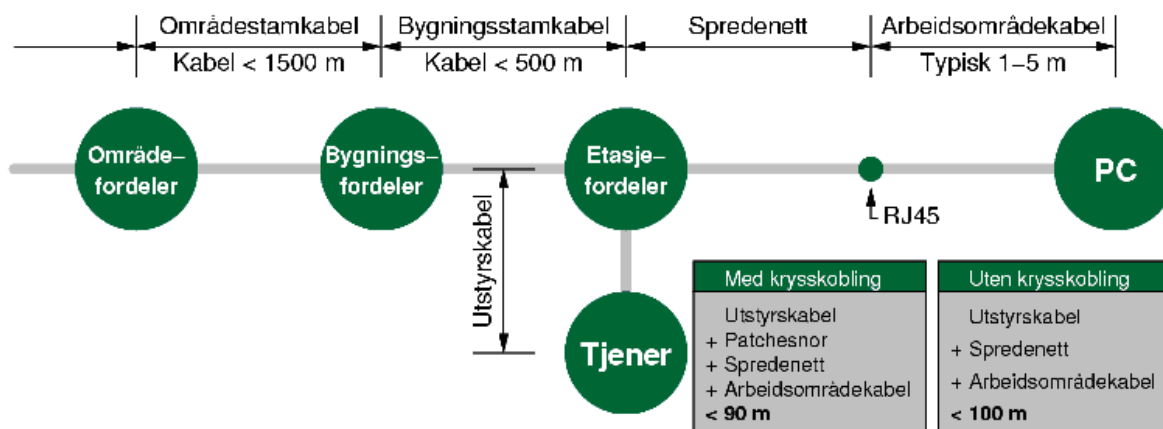 Områdestamkabel
Kabel < 1500 m
Bygningsstamkabel
Kabel < 500 m
Spredenett
Arbeidsområdekabel
Typisk 1–5 m
Område–
fordeler
Bygnings–
fordeler
Etasje–
fordeler
PC
RJ45
Utstyrskabel
Tjener
Med krysskobling
Utstyrskabel
+ Patchesnor
+ Spredenett
+ Arbeidsområdekabel
< 90 m
Uten krysskobling
Utstyrskabel
+ Spredenett
+ Arbeidsområdekabel
< 100 m